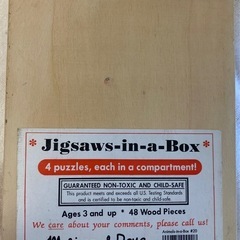 * Jigsaws-in-a-Box *
4 puzzles, each in a compartment!
GUARANTEED NON-TOXIC AND CHILD-SAFE
This product meets and exceeds all U.S. Testing Standards
and is certified to be non-toxic and child-safe.
Ages 3 and up * 48 Wood Pieces
We care about your comments, please call us!